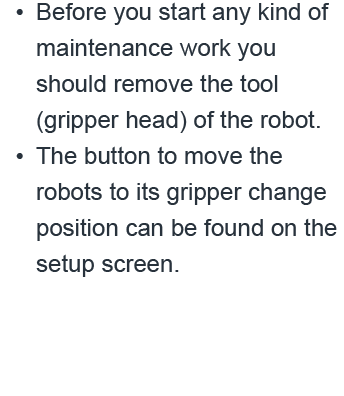 • Before you start any kind of
maintenance work you
should remove the tool
(gripper head) of the robot.
• The button to move the
robots to its gripper change
position can be found on the
setup screen.